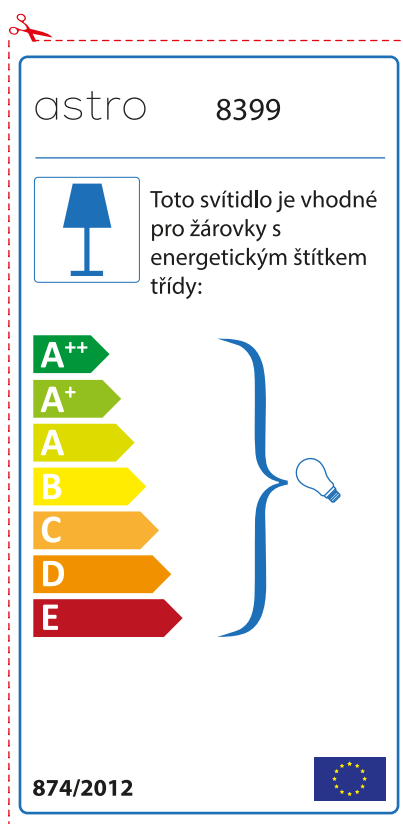 astro 8399
Toto svítidlo je vhodné
pro žárovky s
energetickým štítkem
třídy:
A++
A+
A
B
C
D
E
874/2012